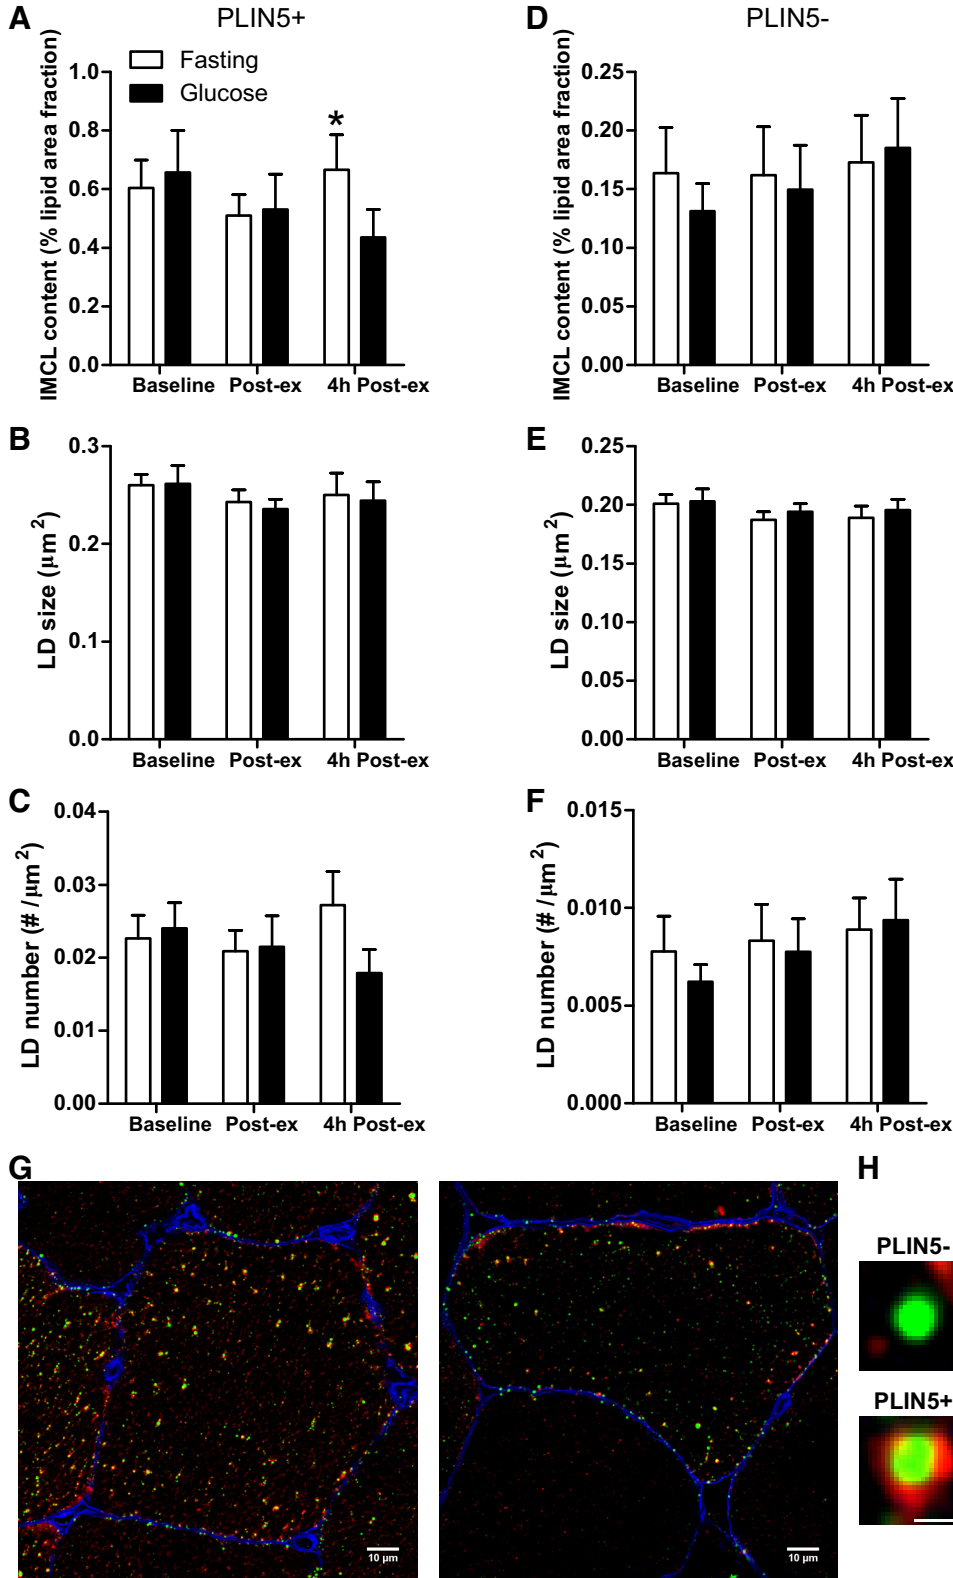 A PLIN5+
Fasting
Glucose
IMCL content (% lipid area fraction)
1.0
0.8
0.6
0.4
0.2
0.0
*
Baseline Post-ex 4h Post-ex
D PLIN5-
IMCL content (% lipid area fraction)
0.25
0.20
0.15
0.10
0.05
0.00
Baseline Post-ex 4h Post-ex
B
LD size (μm²)
0.3
0.2
0.1
0.0
Baseline Post-ex 4h Post-ex
E
LD size (μm²)
0.25
0.20
0.15
0.10
0.05
0.00
Baseline Post-ex 4h Post-ex
C
LD number (# /μm²)
0.04
0.03
0.02
0.01
0.00
Baseline Post-ex 4h Post-ex
F
LD number (# /μm²)
0.015
0.010
0.005
0.000
Baseline Post-ex 4h Post-ex
G
10 μm
10 μm
H
PLIN5-
PLIN5+